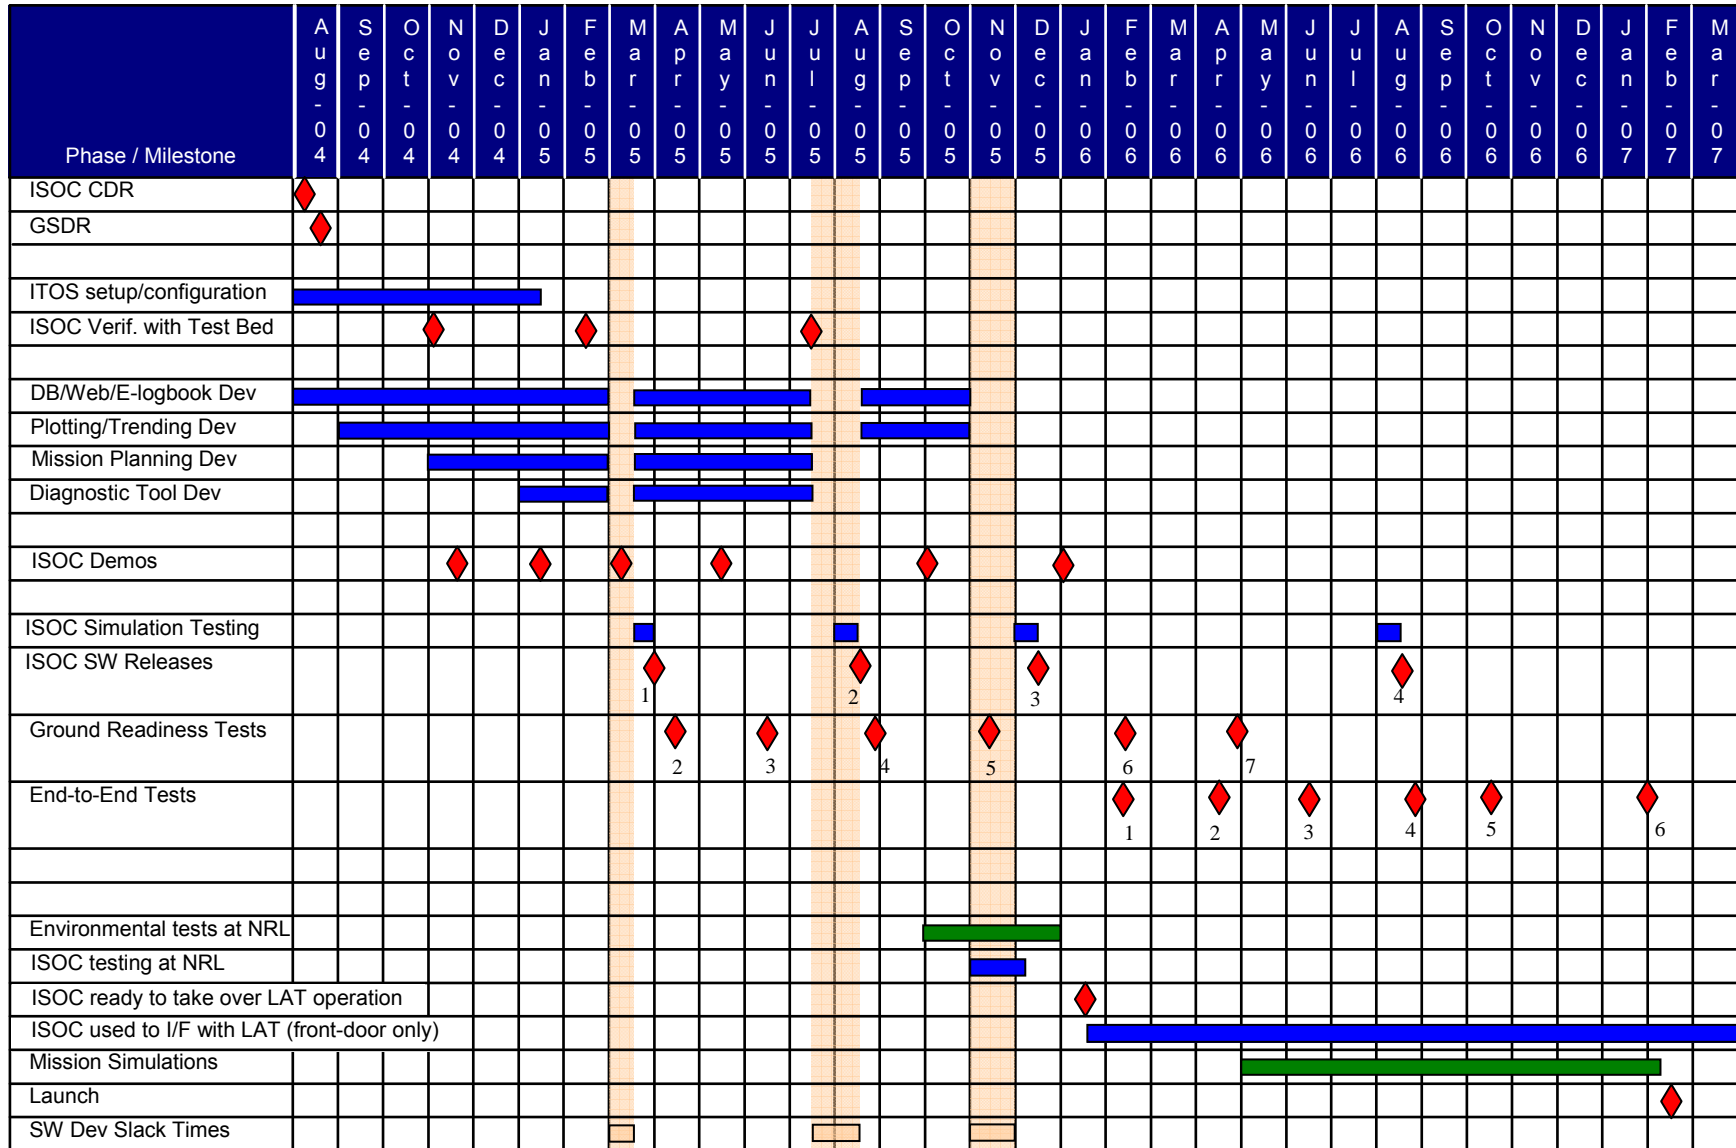 Phase / Milestone
Aug-04 Sep-04 Oct-04 Nov-04 Dec-04 Jan-05 Feb-05 Mar-05 Apr-05 May-05 Jun-05 Jul-05 Aug-05 Sep-05 Oct-05 Nov-05 Dec-05 Jan-06 Feb-06 Mar-06 Apr-06 May-06 Jun-06 Jul-06 Aug-06 Sep-06 Oct-06 Nov-06 Dec-06 Jan-07 Feb-07 Mar-07
ISOC CDR
GSDR
ITOS setup/configuration
ISOC Verif. with Test Bed
DB/Web/E-logbook Dev
Plotting/Trending Dev
Mission Planning Dev
Diagnostic Tool Dev
ISOC Demos
ISOC Simulation Testing
ISOC SW Releases
1 2 3 4
Ground Readiness Tests
2 3 4 5 6 7
End-to-End Tests
1 2 3 4 5 6
Environmental tests at NRL
ISOC testing at NRL
ISOC ready to take over LAT operation
ISOC used to I/F with LAT (front-door only)
Mission Simulations
Launch
SW Dev Slack Times